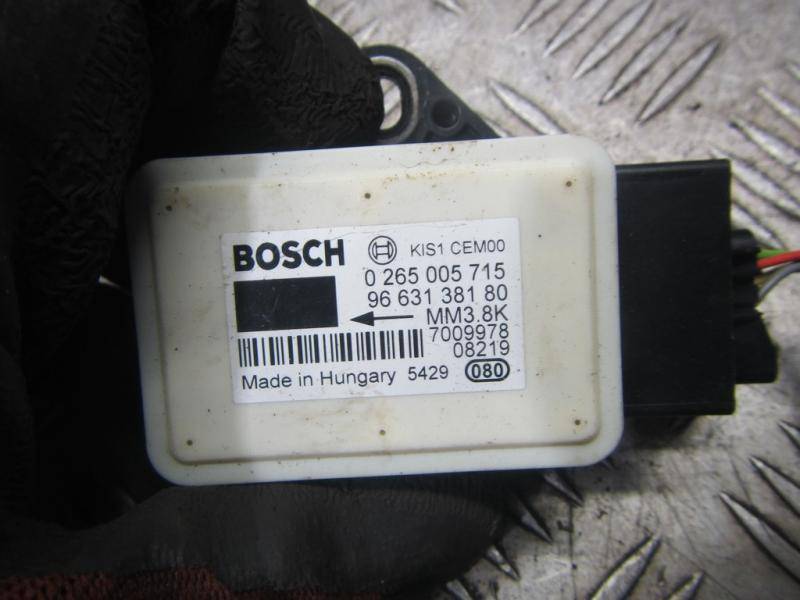 BOSCH KIS1 CEM00
0 265 005 715
96 631 381 80
MM3.8K
7009978
08219
Made in Hungary 5429 080